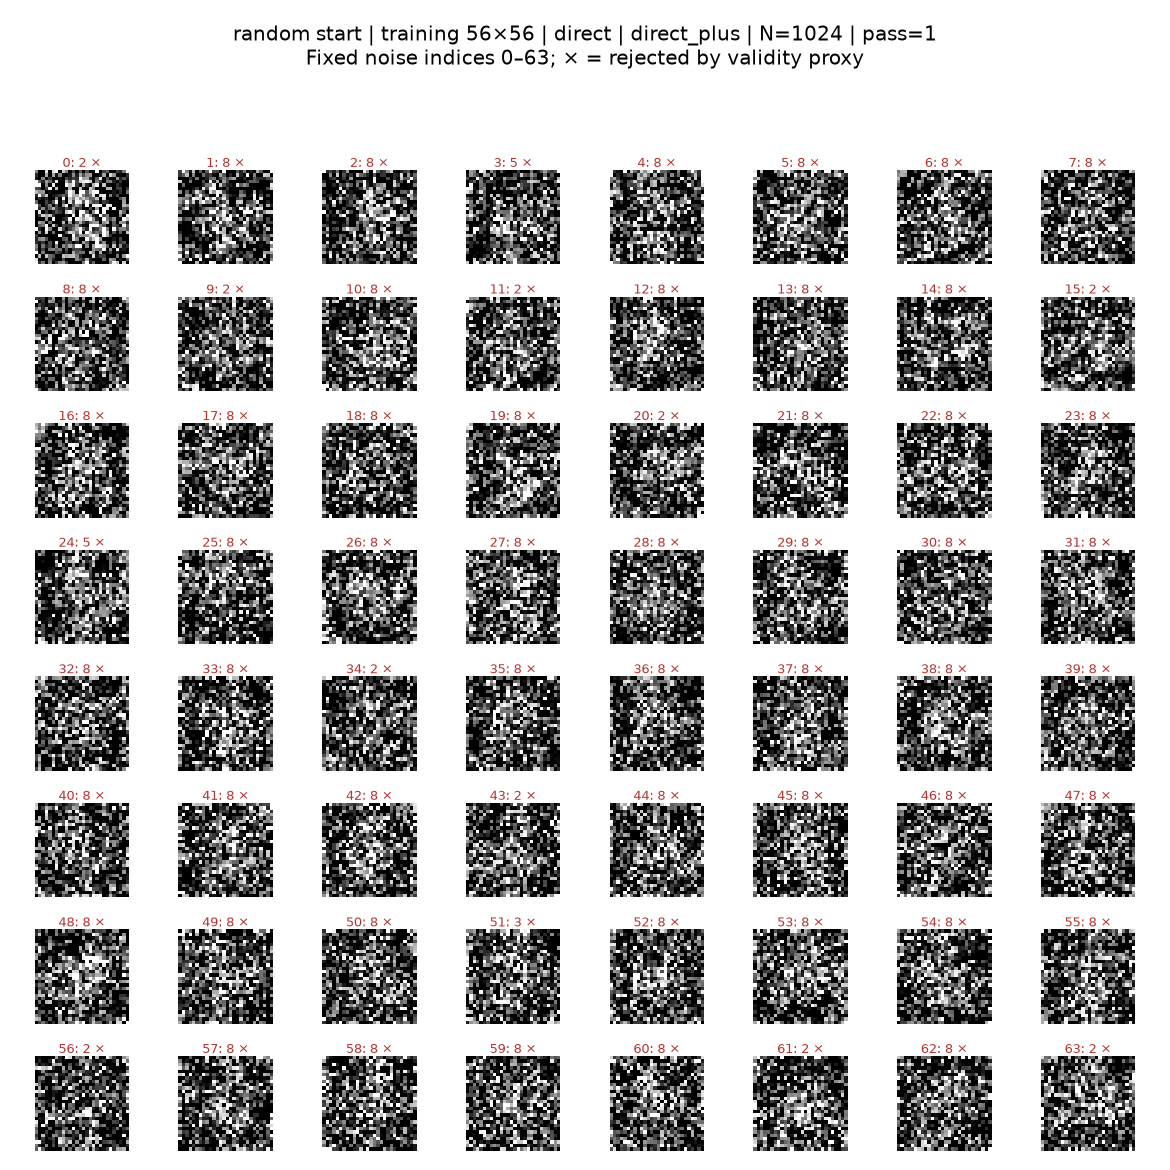 random start | training 56×56 | direct | direct_plus | N=1024 | pass=1
Fixed noise indices 0–63; × = rejected by validity proxy
0: 2 × 1: 8 × 2: 8 × 3: 5 × 4: 8 × 5: 8 × 6: 8 × 7: 8 ×
8: 8 × 9: 2 × 10: 8 × 11: 2 × 12: 8 × 13: 8 × 14: 8 × 15: 2 ×
16: 8 × 17: 8 × 18: 8 × 19: 8 × 20: 2 × 21: 8 × 22: 8 × 23: 8 ×
24: 5 × 25: 8 × 26: 8 × 27: 8 × 28: 8 × 29: 8 × 30: 8 × 31: 8 ×
32: 8 × 33: 8 × 34: 2 × 35: 8 × 36: 8 × 37: 8 × 38: 8 × 39: 8 ×
40: 8 × 41: 8 × 42: 8 × 43: 2 × 44: 8 × 45: 8 × 46: 8 × 47: 8 ×
48: 8 × 49: 8 × 50: 8 × 51: 3 × 52: 8 × 53: 8 × 54: 8 × 55: 8 ×
56: 2 × 57: 8 × 58: 8 × 59: 8 × 60: 8 × 61: 2 × 62: 8 × 63: 2 ×